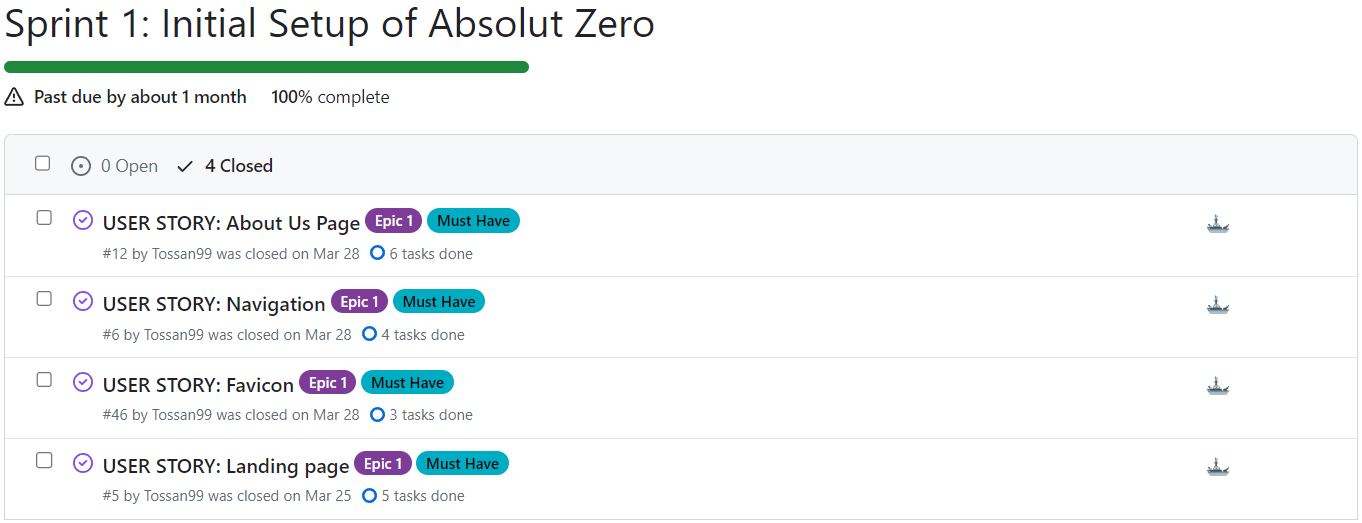 Sprint 1: Initial Setup of Absolut Zero
Past due by about 1 month 100% complete
0 Open 4 Closed
USER STORY: About Us Page Epic 1 Must Have
#12 by Tossan99 was closed on Mar 28 6 tasks done
USER STORY: Navigation Epic 1 Must Have
#6 by Tossan99 was closed on Mar 28 4 tasks done
USER STORY: Favicon Epic 1 Must Have
#46 by Tossan99 was closed on Mar 28 3 tasks done
USER STORY: Landing page Epic 1 Must Have
#5 by Tossan99 was closed on Mar 25 5 tasks done